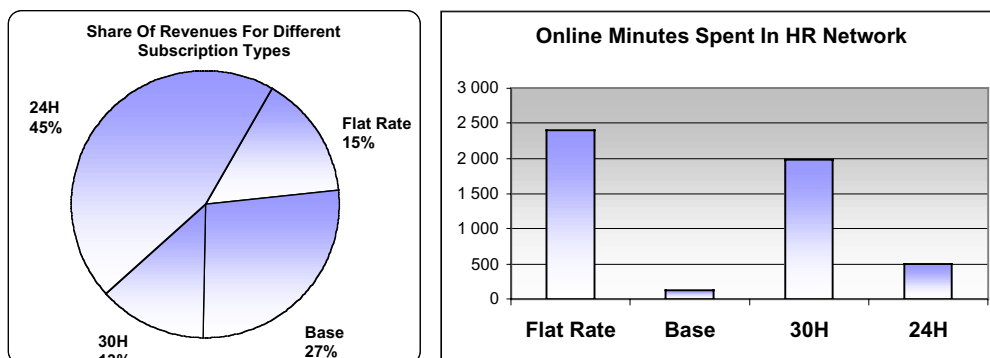 Share Of Revenues For Different
Subscription Types
24H
45%
Flat Rate
15%
Base
27%
30H
Online Minutes Spent In HR Network
3 000
2 500
2 000
1 500
1 000
500
0
Flat Rate Base 30H 24H